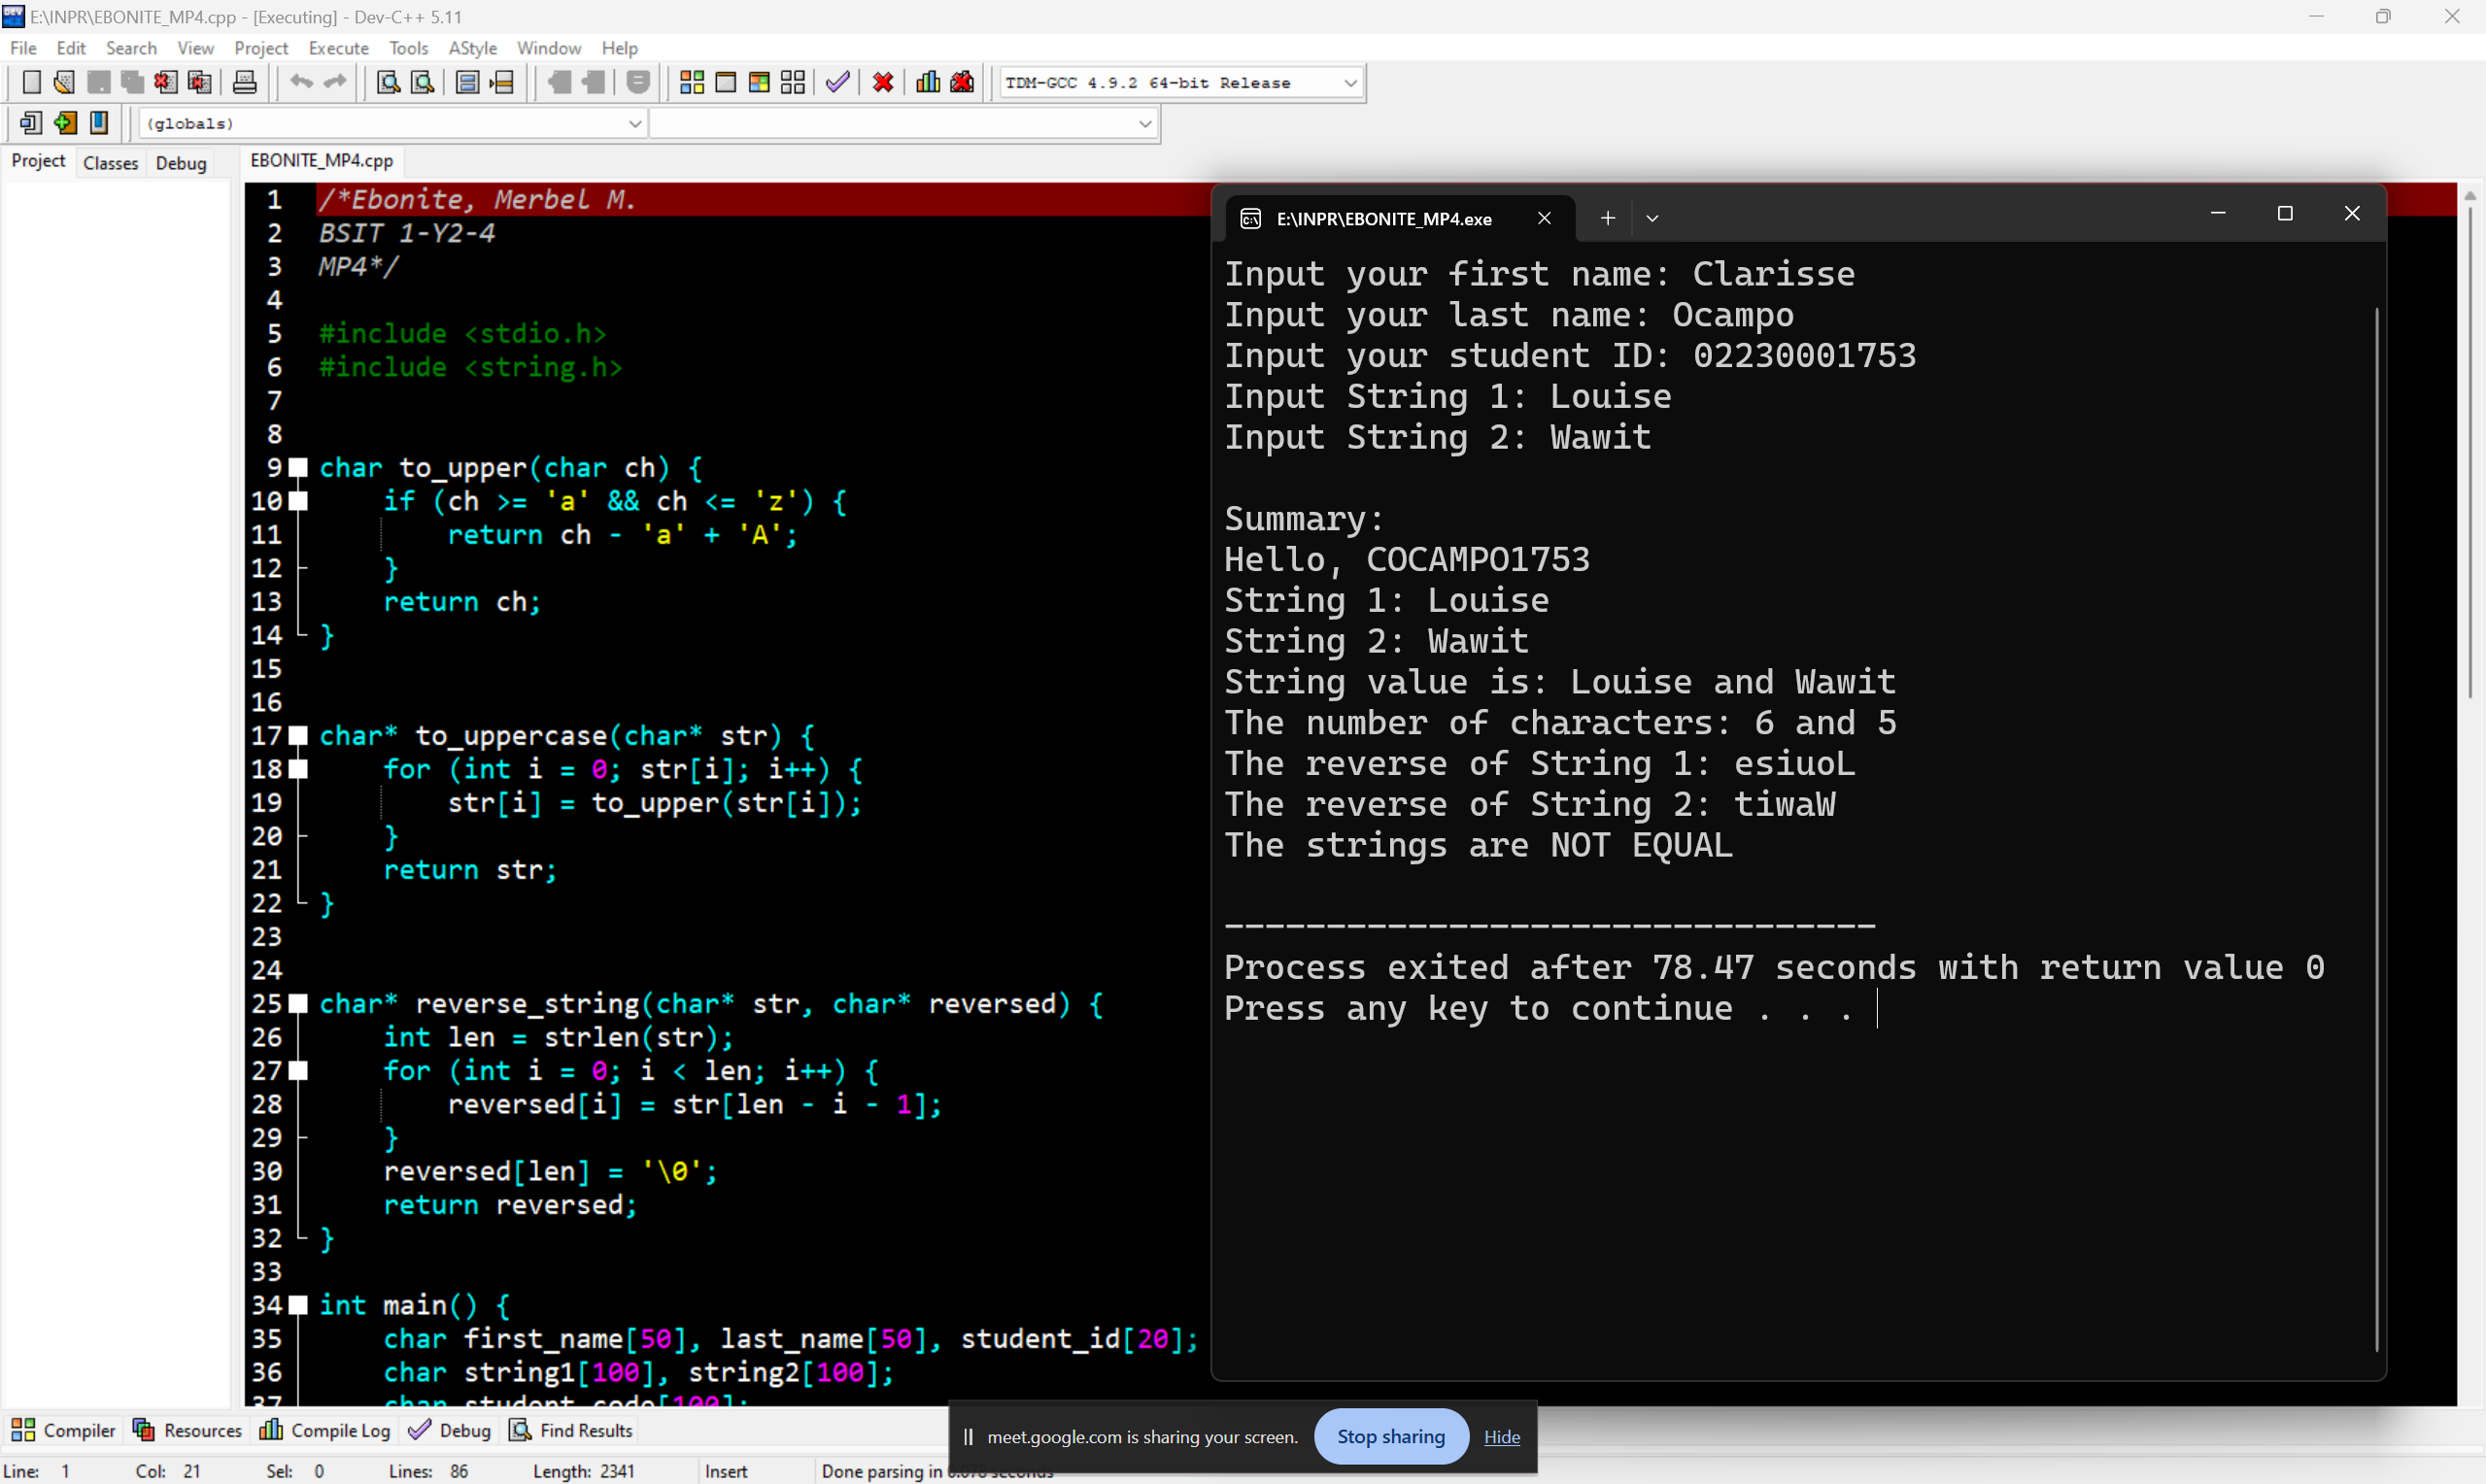 E:\INPR\EBONITE_MP4.cpp - [Executing] - Dev-C++ 5.11
File Edit Search View Project Execute Tools AStyle Window Help
TDM-GCC 4.9.2 64-bit Release
(globals)
Project Classes Debug
EBONITE_MP4.cpp
1 /*Ebonite, Merbel M.
2 BSIT 1-Y2-4
3 MP4*/
4
5 #include <stdio.h>
6 #include <string.h>
7
8
9 char to_upper(char ch) {
10 if (ch >= 'a' && ch <= 'z') {
11 return ch - 'a' + 'A';
12 }
13 return ch;
14 }
15
16
17 char* to_uppercase(char* str) {
18 for (int i = 0; str[i]; i++) {
19 str[i] = to_upper(str[i]);
20 }
21 return str;
22 }
23
24
25 char* reverse_string(char* str, char* reversed) {
26 int len = strlen(str);
27 for (int i = 0; i < len; i++) {
28 reversed[i] = str[len - i - 1];
29 }
30 reversed[len] = '\0';
31 return reversed;
32 }
33
34 int main() {
35 char first_name[50], last_name[50], student_id[20];
36 char string1[100], string2[100];
37 char student_code[100];
E:\INPR\EBONITE_MP4.exe
Input your first name: Clarisse
Input your last name: Ocampo
Input your student ID: 02230001753
Input String 1: Louise
Input String 2: Wawit
Summary:
Hello, COCAMPO1753
String 1: Louise
String 2: Wawit
String value is: Louise and Wawit
The number of characters: 6 and 5
The reverse of String 1: esiuoL
The reverse of String 2: tiwaW
The strings are NOT EQUAL
--------------------------------
Process exited after 78.47 seconds with return value 0
Press any key to continue . . .
Compiler Resources Compile Log Debug Find Results
meet.google.com is sharing your screen. Stop sharing Hide
Line: 1 Col: 21 Sel: 0 Lines: 86 Length: 2341 Insert Done parsing in 0.078 seconds